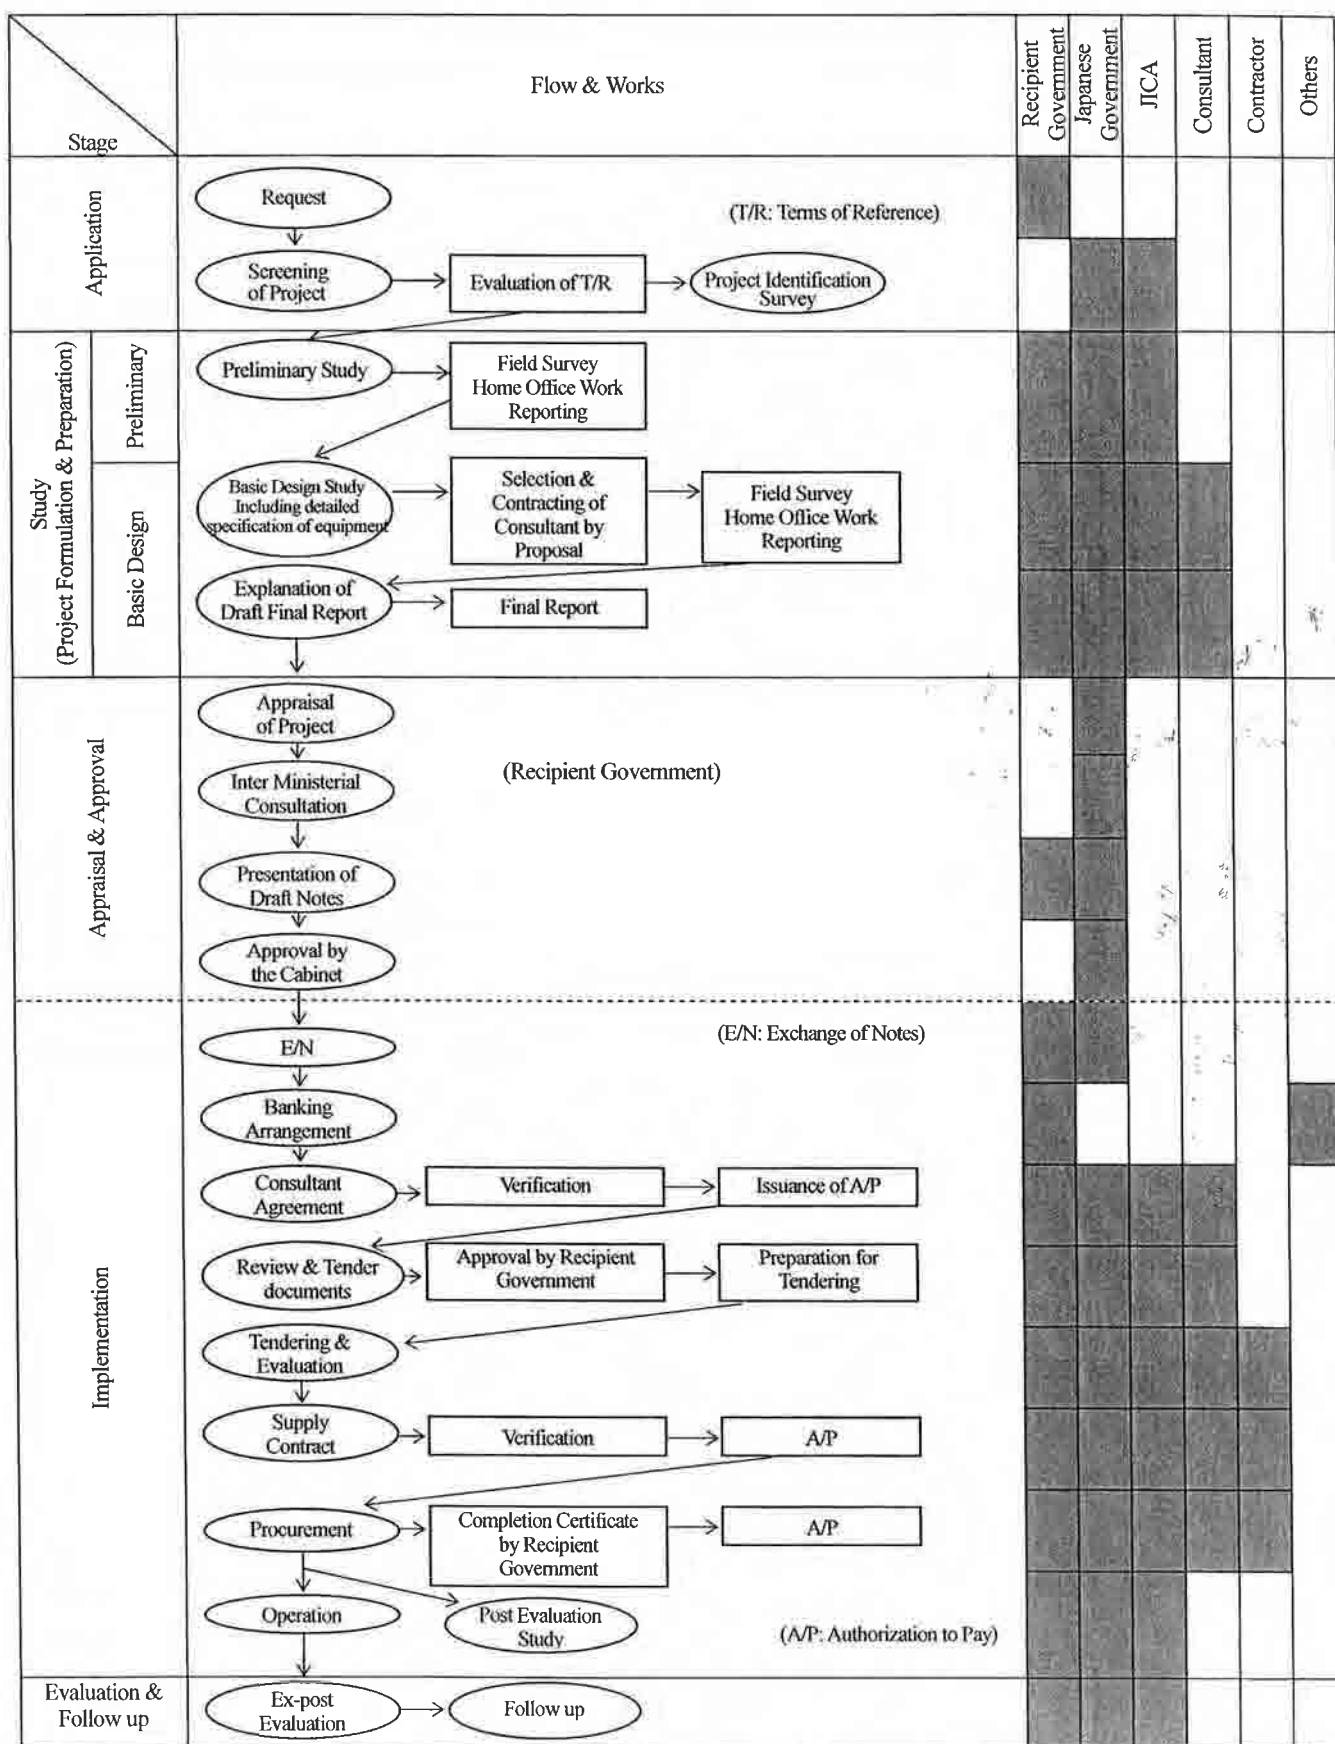 Stage
Flow & Works
Recipient
Government
Japanese
Government
JICA
Consultant
Contractor
Others
Application
Request
(T/R: Terms of Reference)
Screening
of Project
Evaluation of T/R
Project Identification
Survey
Study
(Project Formulation & Preparation)
Preliminary
Preliminary Study
Field Survey
Home Office Work
Reporting
Basic Design
Basic Design Study
Including detailed
specification of equipment
Selection &
Contracting of
Consultant by
Proposal
Field Survey
Home Office Work
Reporting
Explanation of
Draft Final Report
Final Report
Appraisal & Approval
Appraisal
of Project
Inter Ministerial
Consultation
(Recipient Government)
Presentation of
Draft Notes
Approval by
the Cabinet
Implementation
E/N
(E/N: Exchange of Notes)
Banking
Arrangement
Consultant
Agreement
Verification
Issuance of A/P
Review & Tender
documents
Approval by Recipient
Government
Preparation for
Tendering
Tendering &
Evaluation
Supply
Contract
Verification
A/P
Procurement
Completion Certificate
by Recipient
Government
A/P
Operation
Post Evaluation
Study
(A/P: Authorization to Pay)
Evaluation &
Follow up
Ex-post
Evaluation
Follow up